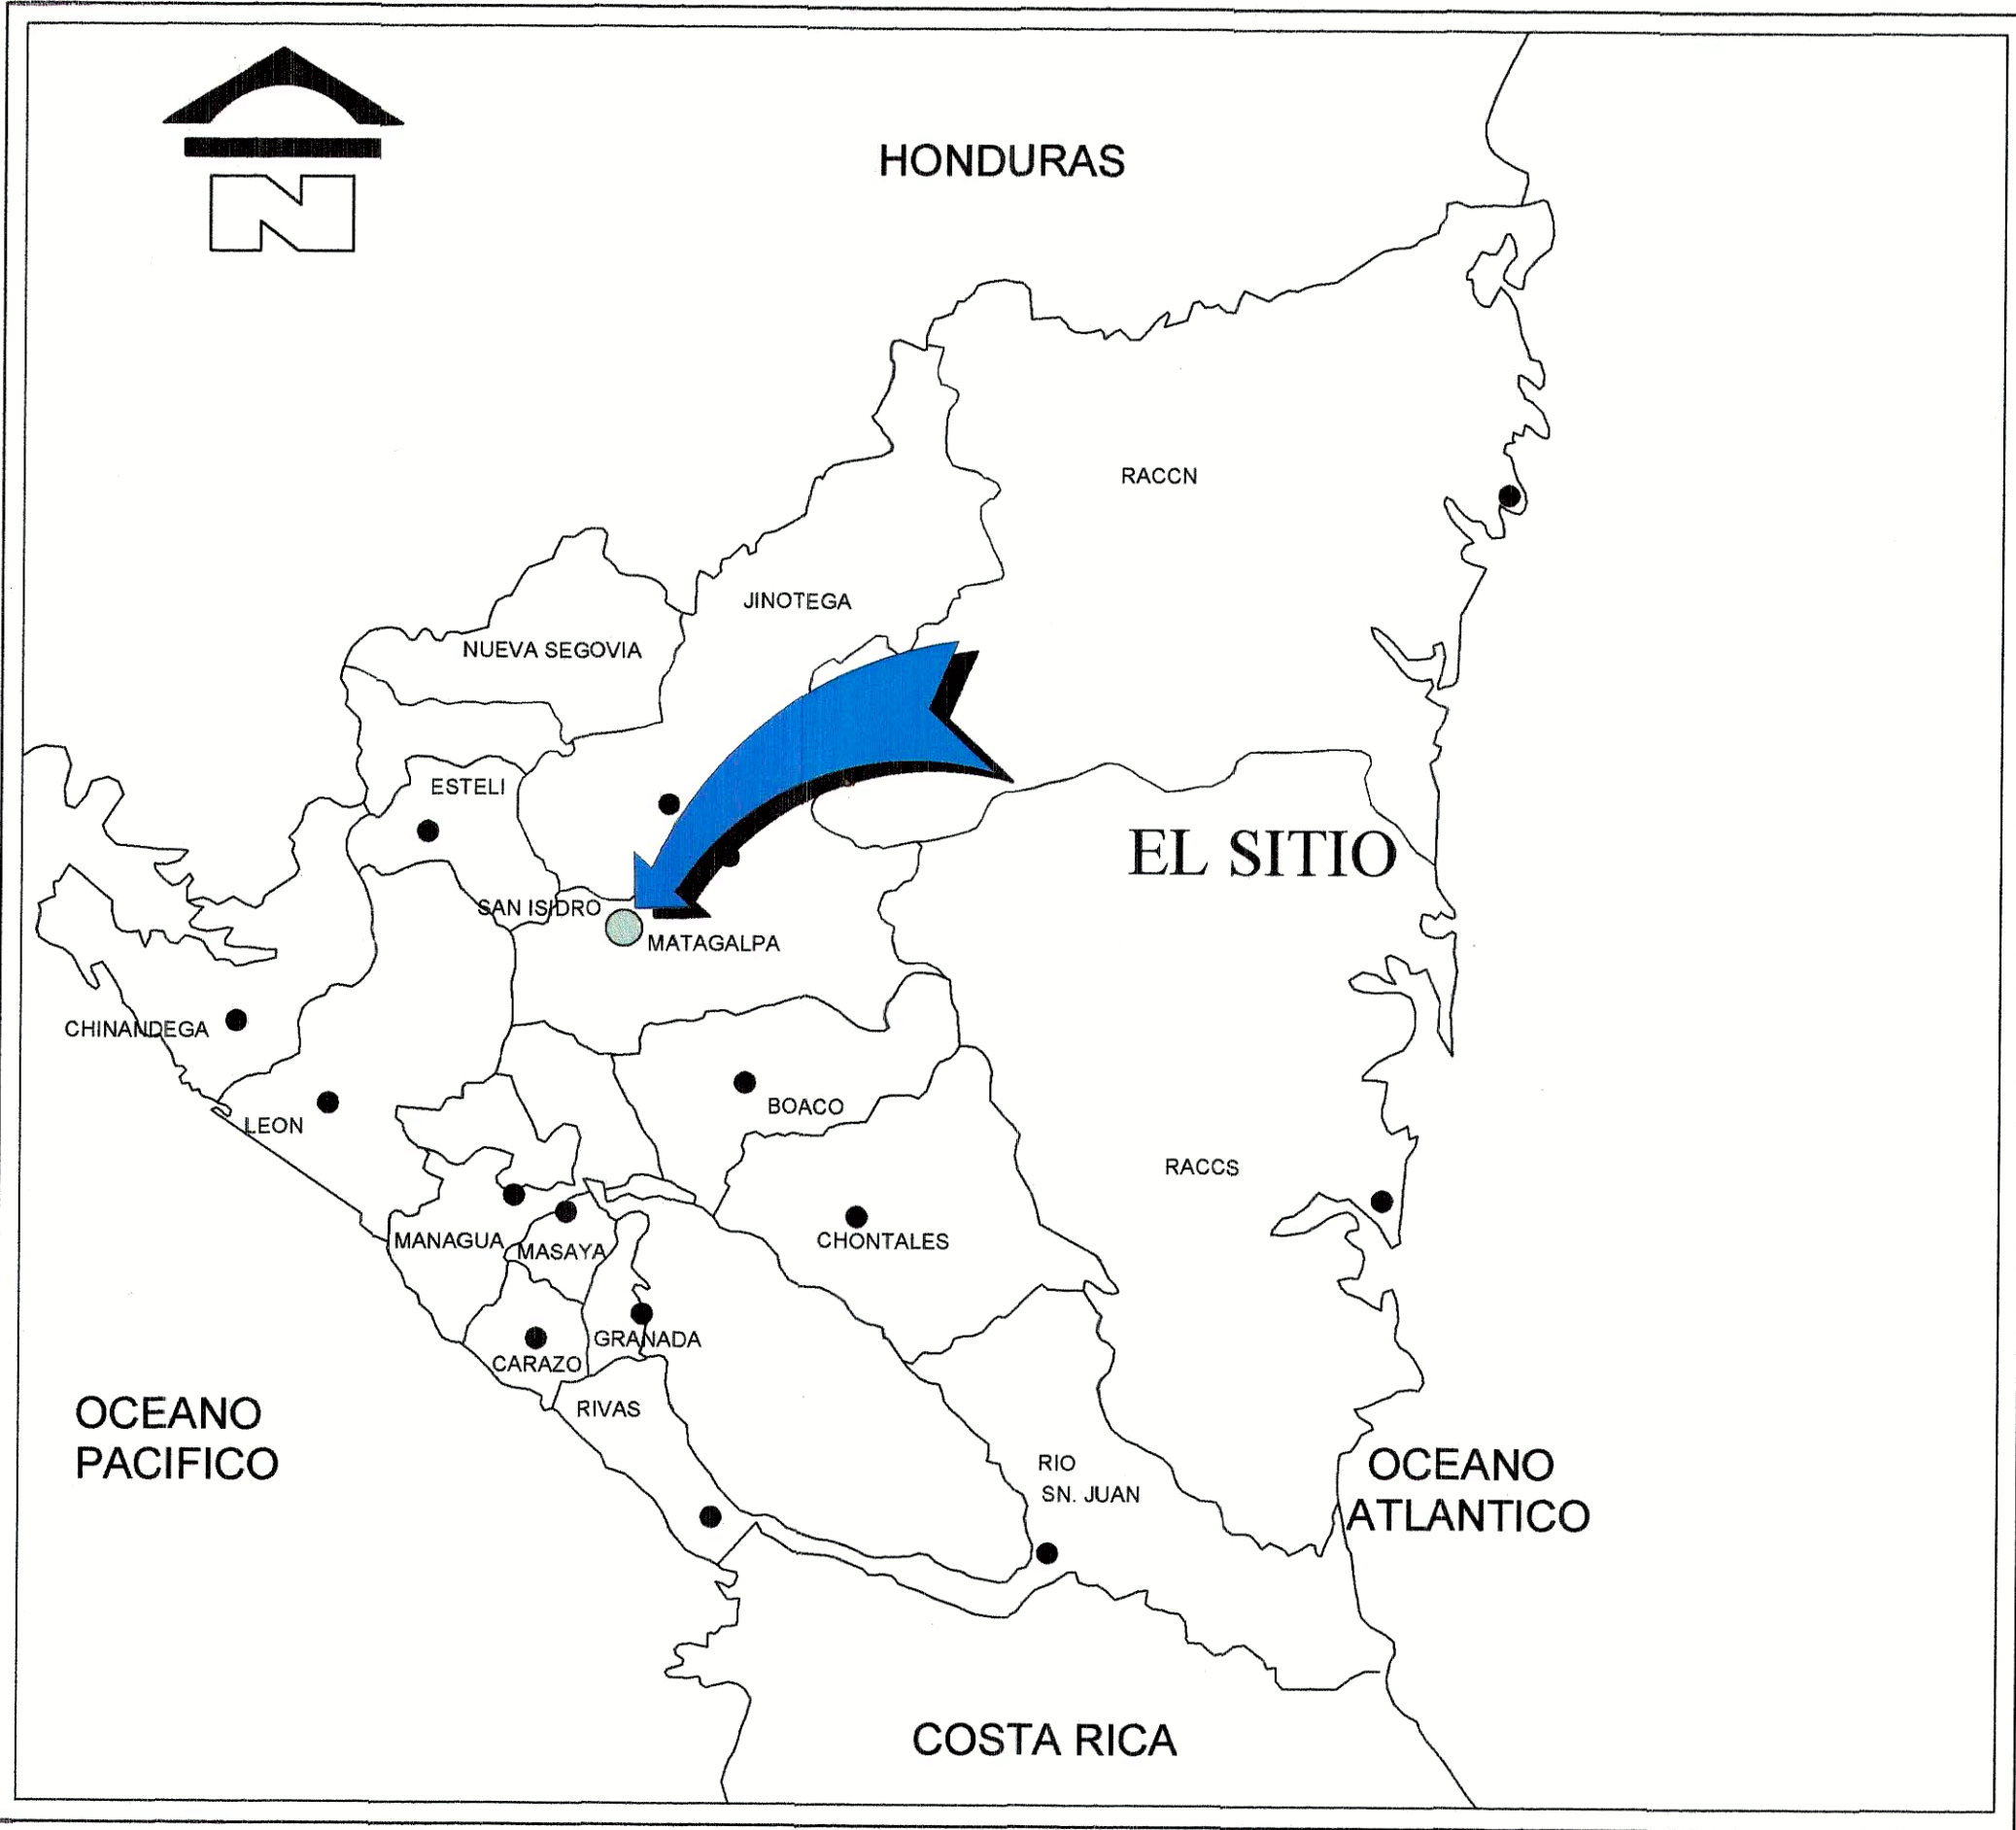 N
HONDURAS
RACCN
JINOTEGA
NUEVA SEGOVIA
ESTELI
EL SITIO
SAN ISIDRO
MATAGALPA
CHINANDEGA
BOACO
LEON
RACCS
MANAGUA
MASAYA
CHONTALES
GRANADA
CARAZO
RIVAS
OCEANO
PACIFICO
RIO
SN. JUAN
OCEANO
ATLANTICO
COSTA RICA